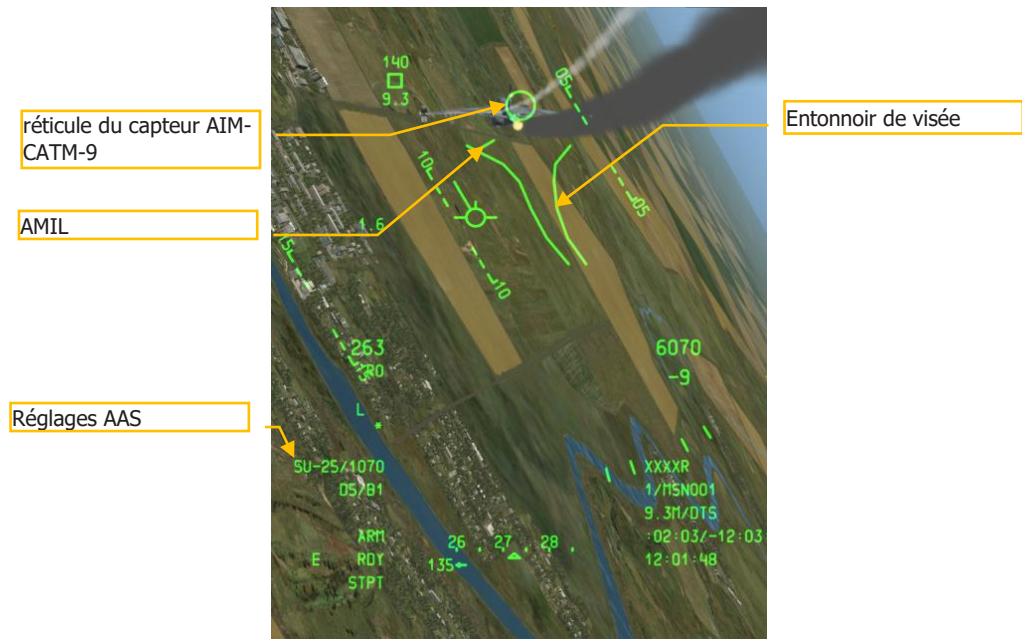 140
9.3
05
réticule du capteur AIM-
CATM-9
Entonnoir de visée
10
05
AMIL
1.6
15
10
263
6070
-9
15
Réglages AAS
L
*
SU-25/1070
XXXXR
D5/B1
1/MSN001
9.3M/DTS
ARM
26 27 28
:02:03/-12:03
E RDY
135
12:01:48
STPT